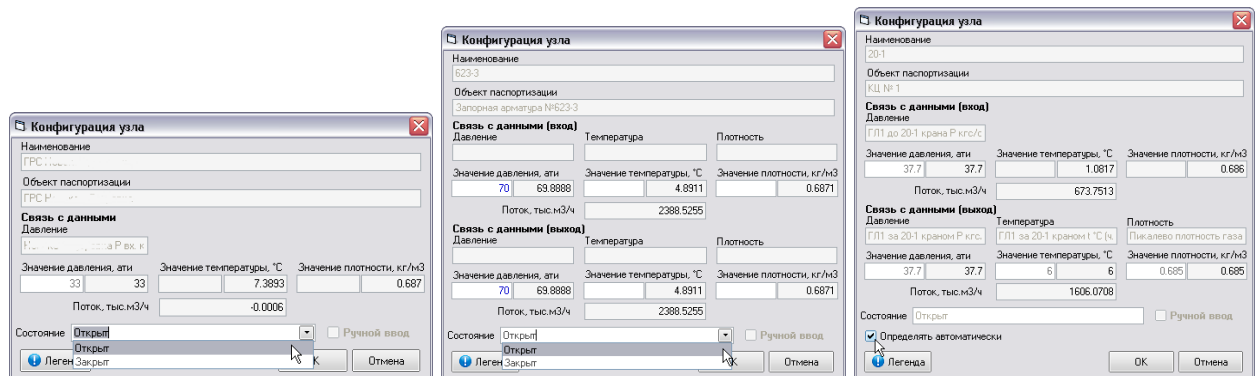 Конфигурация узла
Наименование
ГРС
Объект паспортизации
ГРС
Связь с данными
Давление
Р вх. к
Значение давления, ати Значение температуры, °С Значение плотности, кг/м3
33 33 7.3893 0.687
Поток, тыс.м3/ч -0.0006
Состояние Открыт Ручной ввод
Открыт
Закрыт
Леген К Отмена
Конфигурация узла
Наименование
623-3
Объект паспортизации
Запорная арматура №623-3
Связь с данными (вход)
Давление Температура Плотность
Значение давления, ати Значение температуры, °С Значение плотности, кг/м3
70 69.8888 4.8911 0.6871
Поток, тыс.м3/ч 2388.5255
Связь с данными (выход)
Давление Температура Плотность
Значение давления, ати Значение температуры, °С Значение плотности, кг/м3
70 69.8888 4.8911 0.6871
Поток, тыс.м3/ч 2388.5255
Состояние Открыт Ручной ввод
Открыт
Закрыт
Леген К Отмена
Конфигурация узла
Наименование
20-1
Объект паспортизации
КЦ № 1
Связь с данными (вход)
Давление
ГЛ1 до 20-1 крана Р кгс/с
Значение давления, ати Значение температуры, °С Значение плотности, кг/м3
37.7 37.7 1.0817 0.686
Поток, тыс.м3/ч 673.7513
Связь с данными (выход)
Давление Температура Плотность
ГЛ1 за 20-1 краном Р кгс. ГЛ1 за 20-1 краном t °С (ч. Пикалево плотность газа
Значение давления, ати Значение температуры, °С Значение плотности, кг/м3
37.7 37.7 6 6 0.685 0.685
Поток, тыс.м3/ч 1606.0708
Состояние Открыт Ручной ввод
Определять автоматически
Легенда ОК Отмена